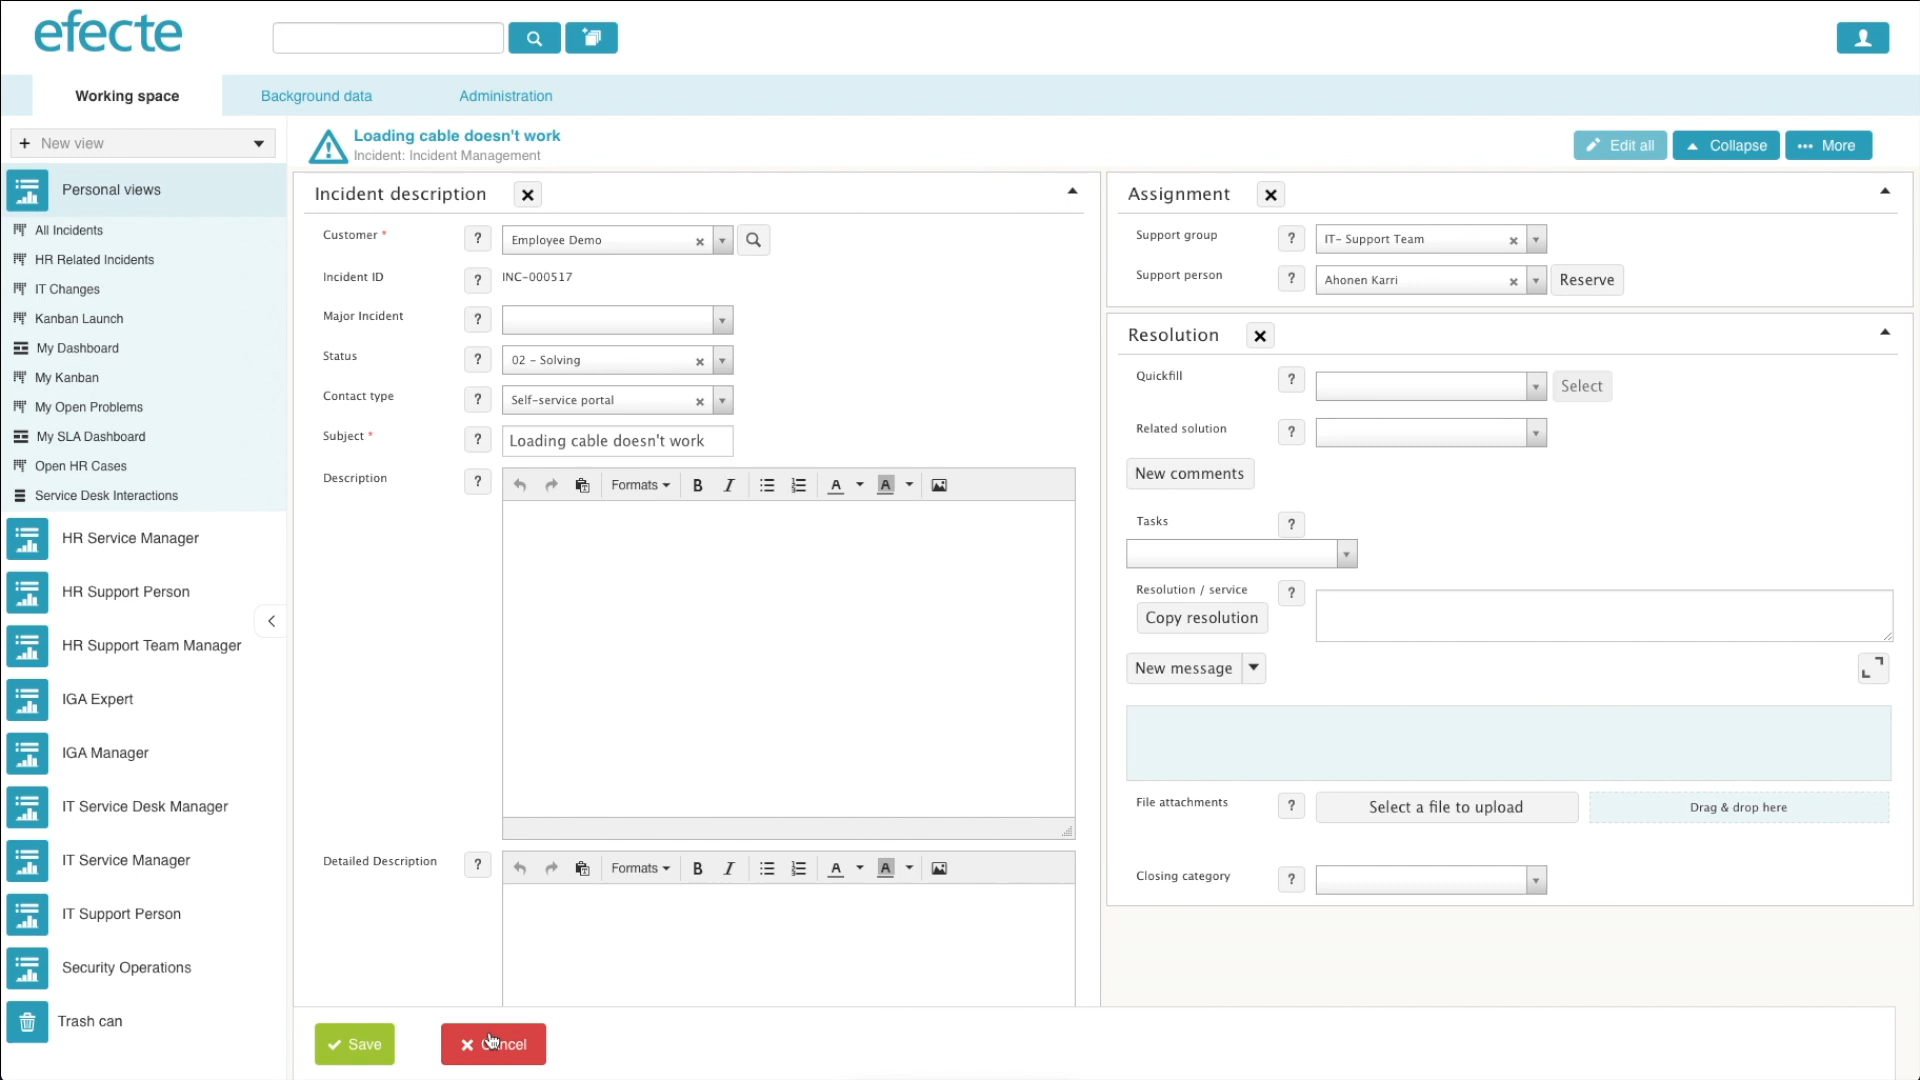 efecte
Working space
Background data
Administration
+ New view
Loading cable doesn't work
Incident: Incident Management
Edit all
Collapse
More
Personal views
All Incidents
HR Related Incidents
IT Changes
Kanban Launch
My Dashboard
My Kanban
My Open Problems
My SLA Dashboard
Open HR Cases
Service Desk Interactions
HR Service Manager
HR Support Person
HR Support Team Manager
IGA Expert
IGA Manager
IT Service Desk Manager
IT Service Manager
IT Support Person
Security Operations
Trash can
Incident description
Customer * ? Employee Demo
Incident ID ? INC-000517
Major Incident ?
Status ? 02 - Solving
Contact type ? Self-service portal
Subject * ? Loading cable doesn't work
Description ? Formats B I A A
Detailed Description ? Formats B I A A
Save
Assignment
Support group ? IT- Support Team
Support person ? Ahonen Karri Reserve
Resolution
Quickfill ? Select
Related solution ?
New comments
Tasks ?
Resolution / service ?
Copy resolution
New message
File attachments ? Select a file to upload Drag & drop here
Closing category ?